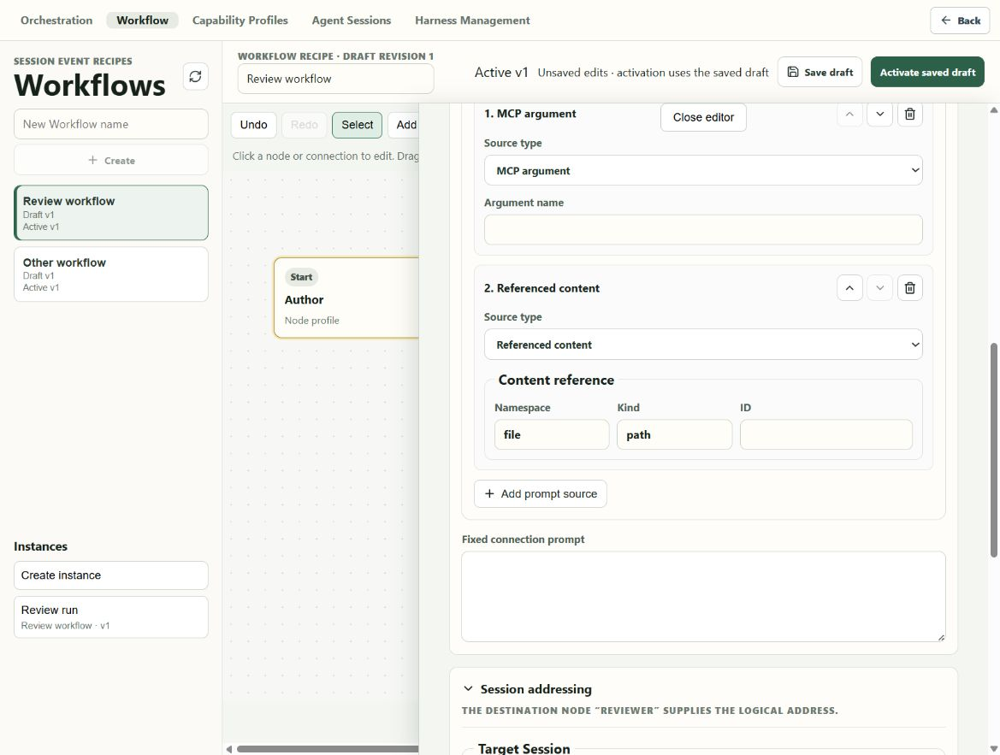 Orchestration
Workflow
Capability Profiles
Agent Sessions
Harness Management
Back
SESSION EVENT RECIPES
Workflows
New Workflow name
Create
Review workflow
Draft v1
Active v1
Other workflow
Draft v1
Active v1
Instances
Create instance
Review run
Review workflow · v1
WORKFLOW RECIPE · DRAFT REVISION 1
Review workflow
Active v1
Unsaved edits · activation uses the saved draft
Save draft
Activate saved draft
Undo
Redo
Select
Add
Click a node or connection to edit. Drag
Start
Author
Node profile
1. MCP argument
Close editor
Source type
MCP argument
Argument name
2. Referenced content
Source type
Referenced content
Content reference
Namespace
Kind
ID
file
path
Add prompt source
Fixed connection prompt
Session addressing
THE DESTINATION NODE “REVIEWER” SUPPLIES THE LOGICAL ADDRESS.
Target Session